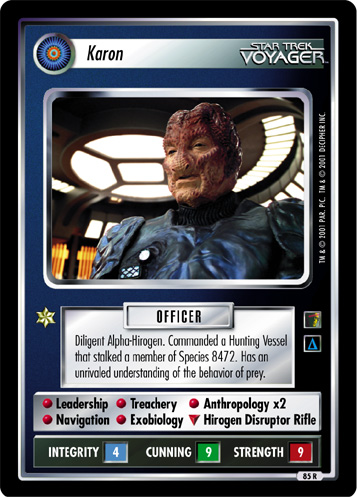 Karon
STAR TREK
VOYAGER™
TM & © 2001 PAR. PIC. TM & © 2001 DECIPHER INC.
OFFICER
Diligent Alpha-Hirogen. Commanded a Hunting Vessel
that stalked a member of Species 8472. Has an
unrivaled understanding of the behavior of prey.
Leadership Treachery Anthropology x2
Navigation Exobiology Hirogen Disruptor Rifle
INTEGRITY 4 CUNNING 9 STRENGTH 9
85 R